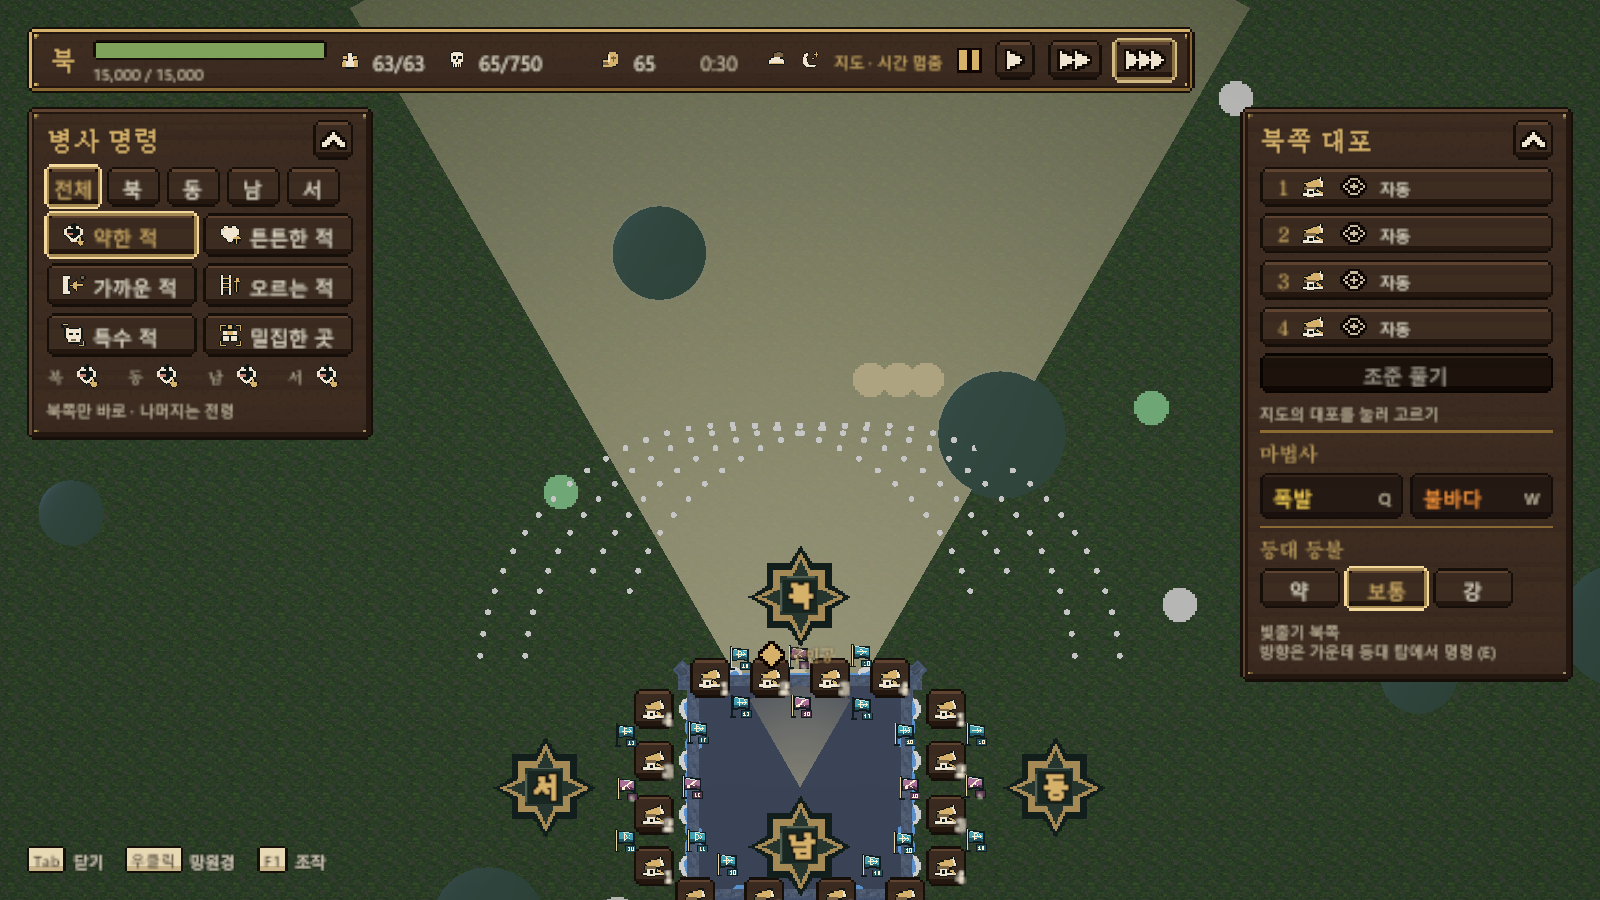 북 15,000 / 15,000 63/63 65/750 65 0:30 지도 · 시간 멈춤
병사 명령
전체 북 동 남 서
약한 적 튼튼한 적
가까운 적 오르는 적
특수 적 밀집한 곳
북 동 남 서
북쪽만 바로 · 나머지는 전령
북쪽 대포
1 자동
2 자동
3 자동
4 자동
조준 풀기
지도의 대포를 눌러 고르기
마법사
폭발 Q 불바다 W
등대 등불
약 보통 강
빛줄기 북쪽
방향은 가운데 등대 탑에서 명령 (E)
북
서
동
남
Tab 닫기 우클릭 망원경 F1 조작